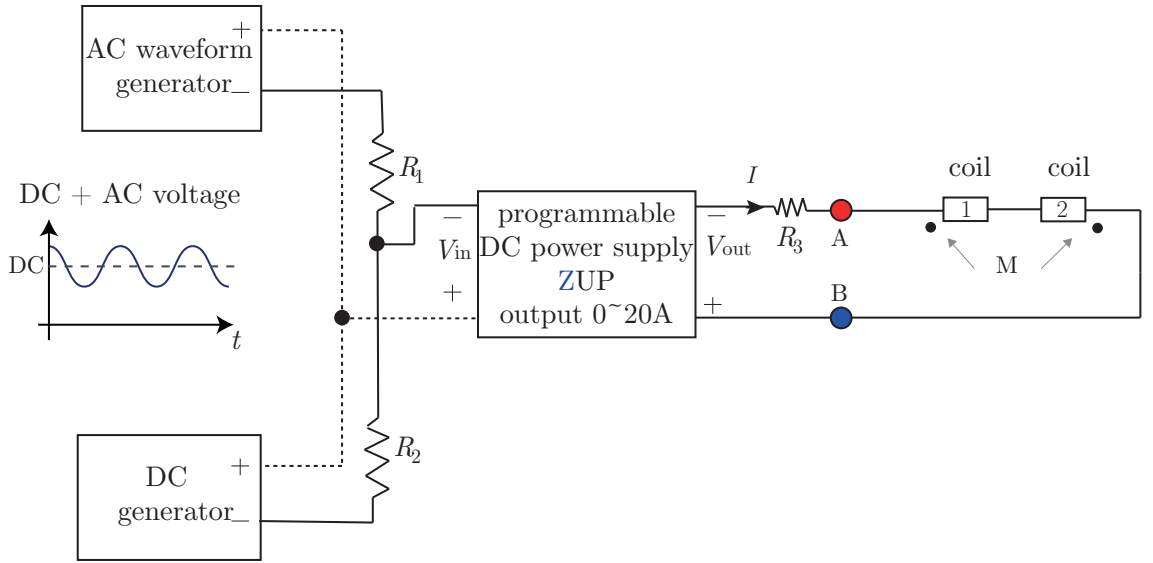 AC waveform
generator
+
−
R1
DC + AC voltage
DC
t
DC
generator
+
−
R2
−
Vin
+
programmable
DC power supply
ZUP
output 0~20A
−
Vout
+
I
R3
A
B
coil
1
coil
2
M